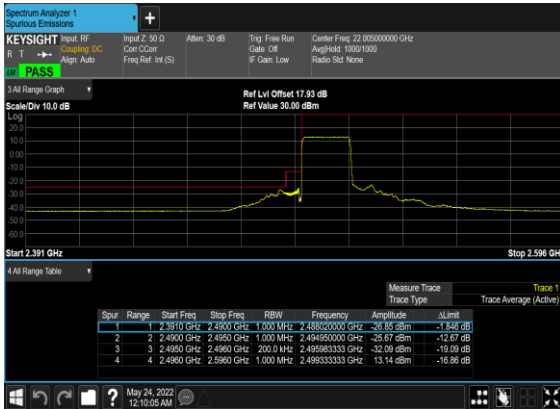 Spectrum Analyzer 1
Spurious Emissions
+
KEYSIGHT Input: RF Input Z: 50 Ω Atten: 30 dB Trig: Free Run Center Freq: 22.005000000 GHz
R T Coupling: DC Corr CCorr Gate: Off Avg|Hold: 1000/1000
Align: Auto Freq Ref: Int (S) IF Gain: Low Radio Std: None
PASS
3 All Range Graph
Scale/Div 10.0 dB Ref Lvl Offset 17.93 dB
Ref Value 30.00 dBm
Log
20.0
10.0
0.00
-10.0
-20.0
-30.0
-40.0
-50.0
-60.0
Start 2.391 GHz Stop 2.596 GH
4 All Range Table
Measure Trace Trace 1
Trace Type Trace Average (Active)
Spur Range Start Freq Stop Freq RBW Frequency Amplitude ΔLimit
1 1 2.3910 GHz 2.4900 GHz 1.000 MHz 2.488020000 GHz -26.85 dBm -1.846 dB
2 2 2.4900 GHz 2.4950 GHz 1.000 MHz 2.494950000 GHz -25.67 dBm -12.67 dB
3 3 2.4950 GHz 2.4960 GHz 200.0 kHz 2.495983333 GHz -32.09 dBm -19.09 dB
4 4 2.4960 GHz 2.5960 GHz 1.000 MHz 2.499333333 GHz 13.14 dBm -16.86 dB
? May 24, 2022
12:10:05 AM